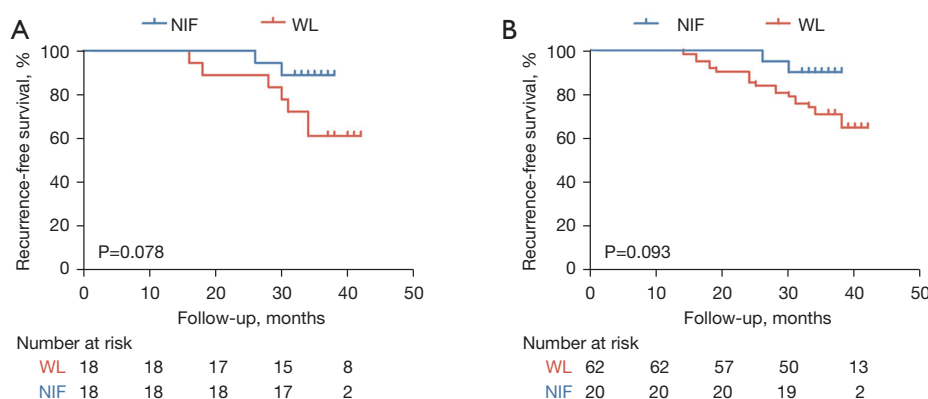 A
NIF WL
Recurrence-free survival, %
100
80
60
40
20
0
P=0.078
0 10 20 30 40 50
Follow-up, months
Number at risk
WL 18 18 17 15 8
NIF 18 18 18 17 2
B
NIF WL
Recurrence-free survival, %
100
80
60
40
20
0
P=0.093
0 10 20 30 40 50
Follow-up, months
Number at risk
WL 62 62 57 50 13
NIF 20 20 20 19 2